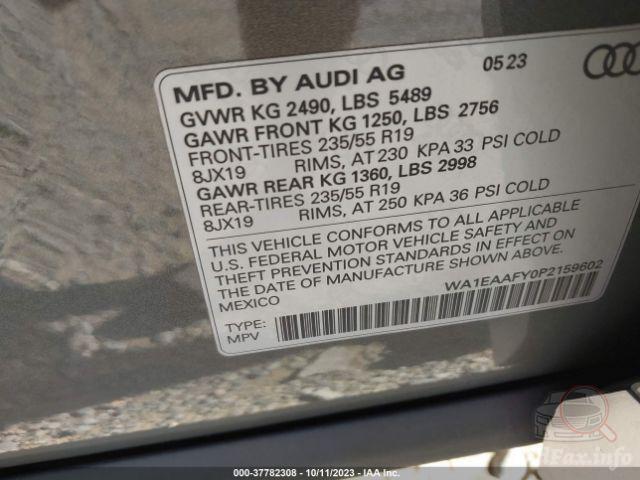 MFD. BY AUDI AG 05 23
GVWR KG 2490, LBS 5489
GAWR FRONT KG 1250, LBS 2756
FRONT-TIRES 235/55 R19
8JX19 RIMS, AT 230 KPA 33 PSI COLD
GAWR REAR KG 1360, LBS 2998
REAR-TIRES 235/55 R19
8JX19 RIMS, AT 250 KPA 36 PSI COLD
THIS VEHICLE CONFORMS TO ALL APPLICABLE
U.S. FEDERAL MOTOR VEHICLE SAFETY AND
THEFT PREVENTION STANDARDS IN EFFECT ON
THE DATE OF MANUFACTURE SHOWN ABOVE.
MEXICO
WA1EAAFY0P2159602
TYPE:
MPV
000-37782308 - 10/11/2023 - IAA Inc.